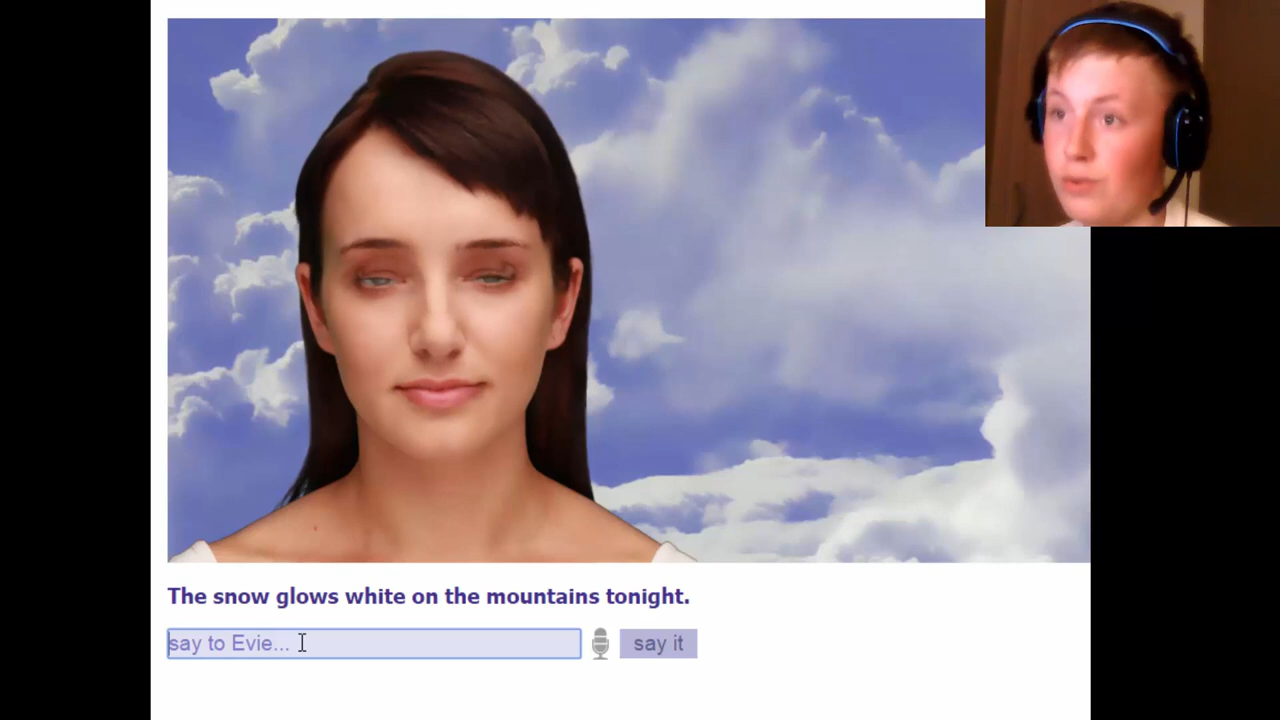 The snow glows white on the mountains tonight.
say to Evie...
say it